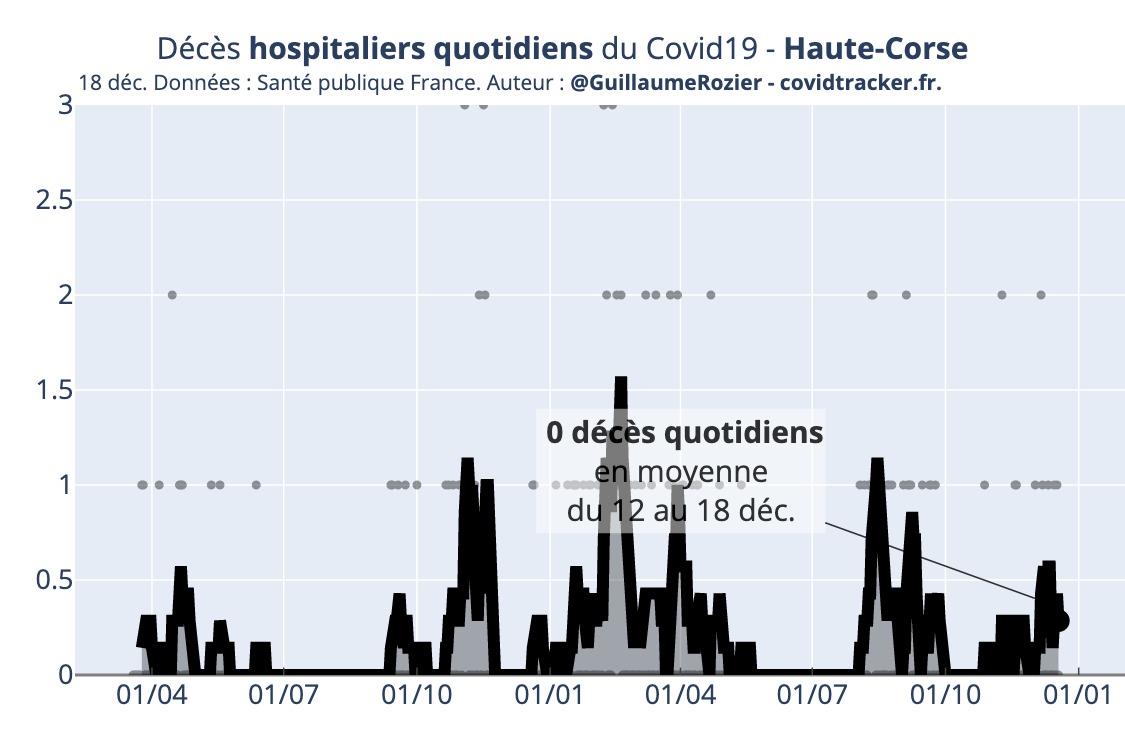 Décès hospitaliers quotidiens du Covid19 - Haute-Corse
18 déc. Données : Santé publique France. Auteur : @GuillaumeRozier - covidtracker.fr.
3
2.5
2
1.5
0 décès quotidiens
en moyenne
1
du 12 au 18 déc.
0.5
0
01/04 01/07 01/10 01/01 01/04 01/07 01/10 01/01